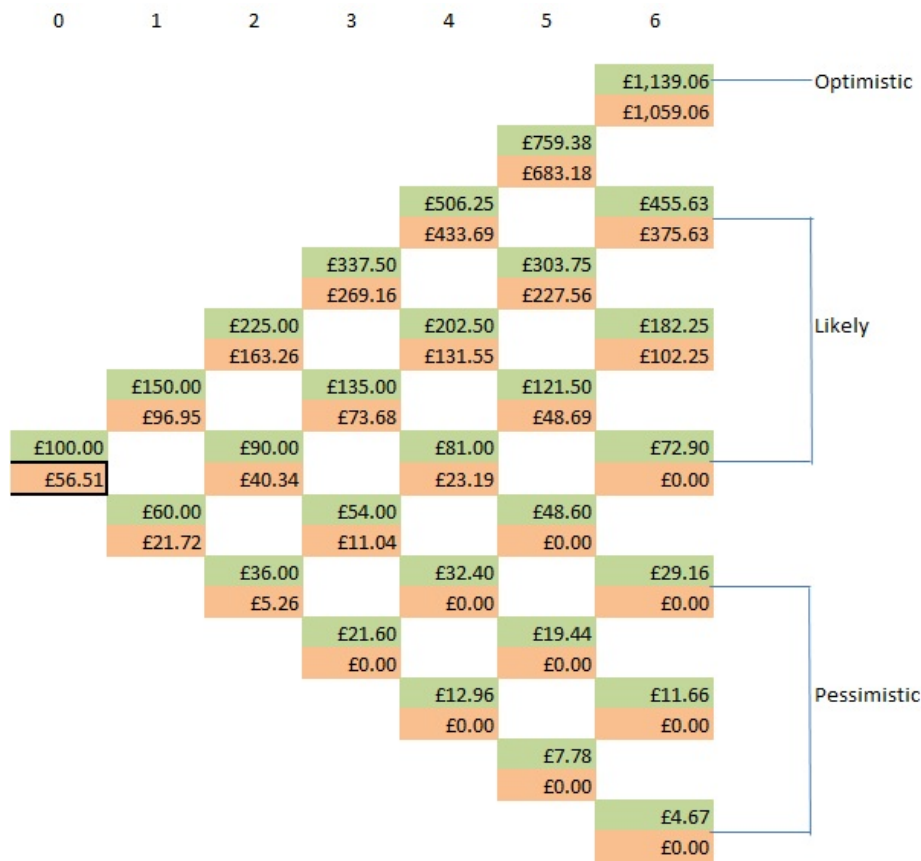 0 1 2 3 4 5 6
£1,139.06 Optimistic
£1,059.06
£759.38
£683.18
£506.25 £455.63
£433.69 £375.63
£337.50 £303.75
£269.16 £227.56
£225.00 £202.50 £182.25 Likely
£163.26 £131.55 £102.25
£150.00 £135.00 £121.50
£96.95 £73.68 £48.69
£100.00 £90.00 £81.00 £72.90
£56.51 £40.34 £23.19 £0.00
£60.00 £54.00 £48.60
£21.72 £11.04 £0.00
£36.00 £32.40 £29.16
£5.26 £0.00 £0.00
£21.60 £19.44
£0.00 £0.00
£12.96 £11.66 Pessimistic
£0.00 £0.00
£7.78
£0.00
£4.67
£0.00